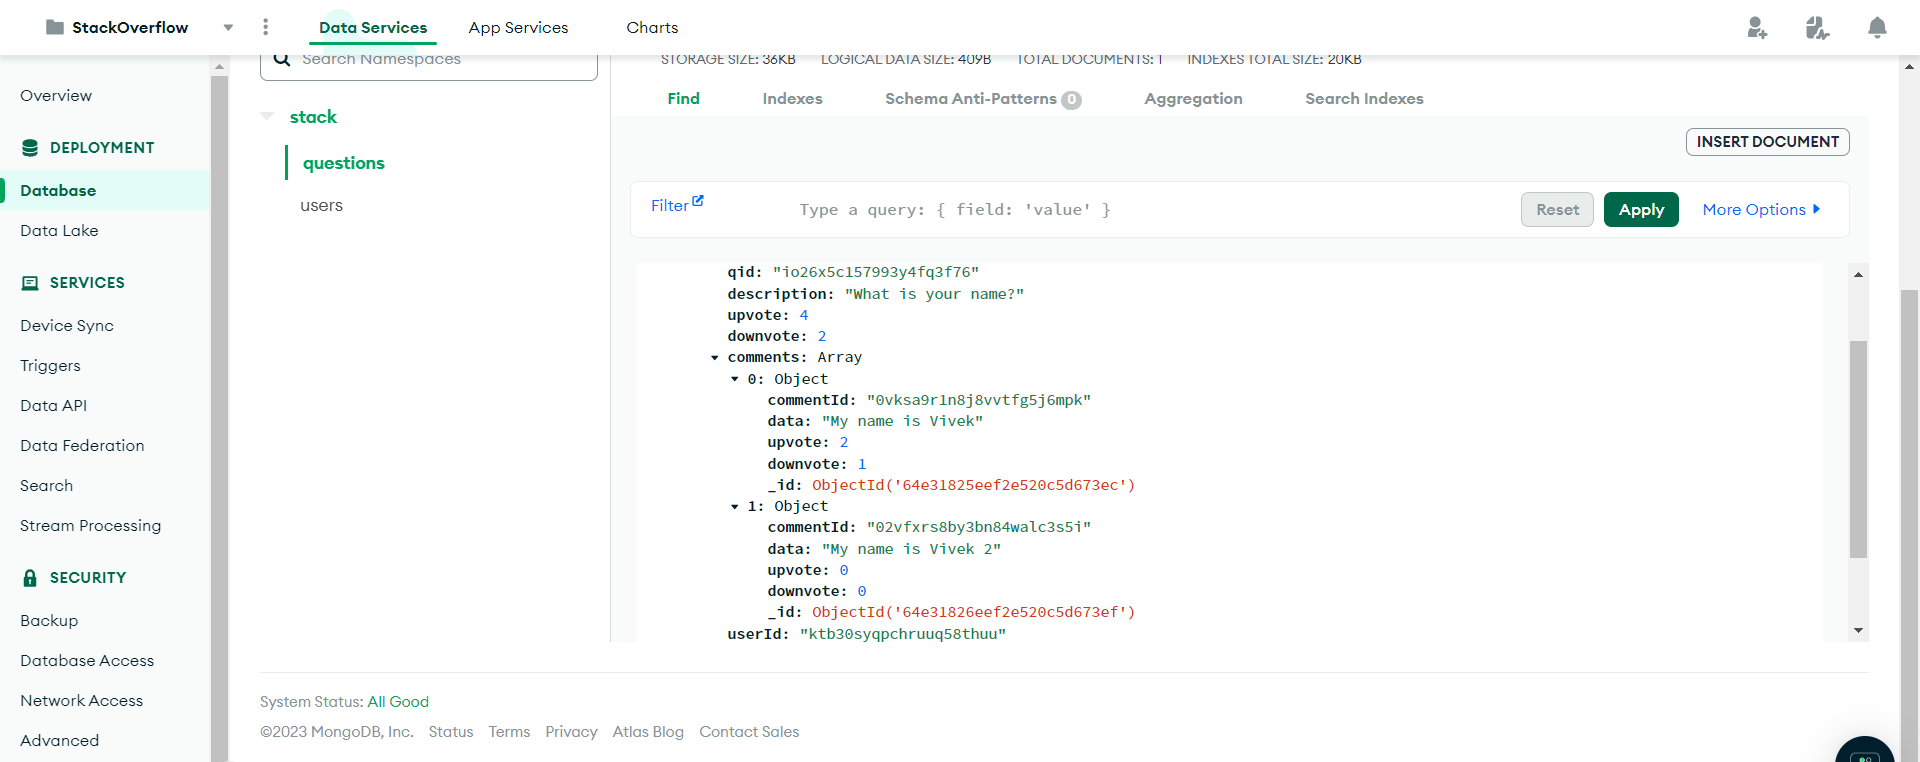 StackOverflow
Data Services
App Services
Charts
Search Namespaces
STORAGE SIZE: 36KB LOGICAL DATA SIZE: 409B TOTAL DOCUMENTS: 1 INDEXES TOTAL SIZE: 20KB
Overview
DEPLOYMENT
Database
Data Lake
SERVICES
Device Sync
Triggers
Data API
Data Federation
Search
Stream Processing
SECURITY
Backup
Database Access
Network Access
Advanced
stack
questions
users
Find Indexes Schema Anti-Patterns 0 Aggregation Search Indexes
INSERT DOCUMENT
Filter Type a query: { field: 'value' } Reset Apply More Options
qid: "io26x5c157993y4fq3f76"
description: "What is your name?"
upvote: 4
downvote: 2
comments: Array
0: Object
commentId: "0vksa9r1n8j8vvtfg5j6mpk"
data: "My name is Vivek"
upvote: 2
downvote: 1
_id: ObjectId('64e31825eef2e520c5d673ec')
1: Object
commentId: "02vfxrs8by3bn84walc3s5i"
data: "My name is Vivek 2"
upvote: 0
downvote: 0
_id: ObjectId('64e31826eef2e520c5d673ef')
userId: "ktb30syqpchruuq58thuu"
System Status: All Good
©2023 MongoDB, Inc. Status Terms Privacy Atlas Blog Contact Sales